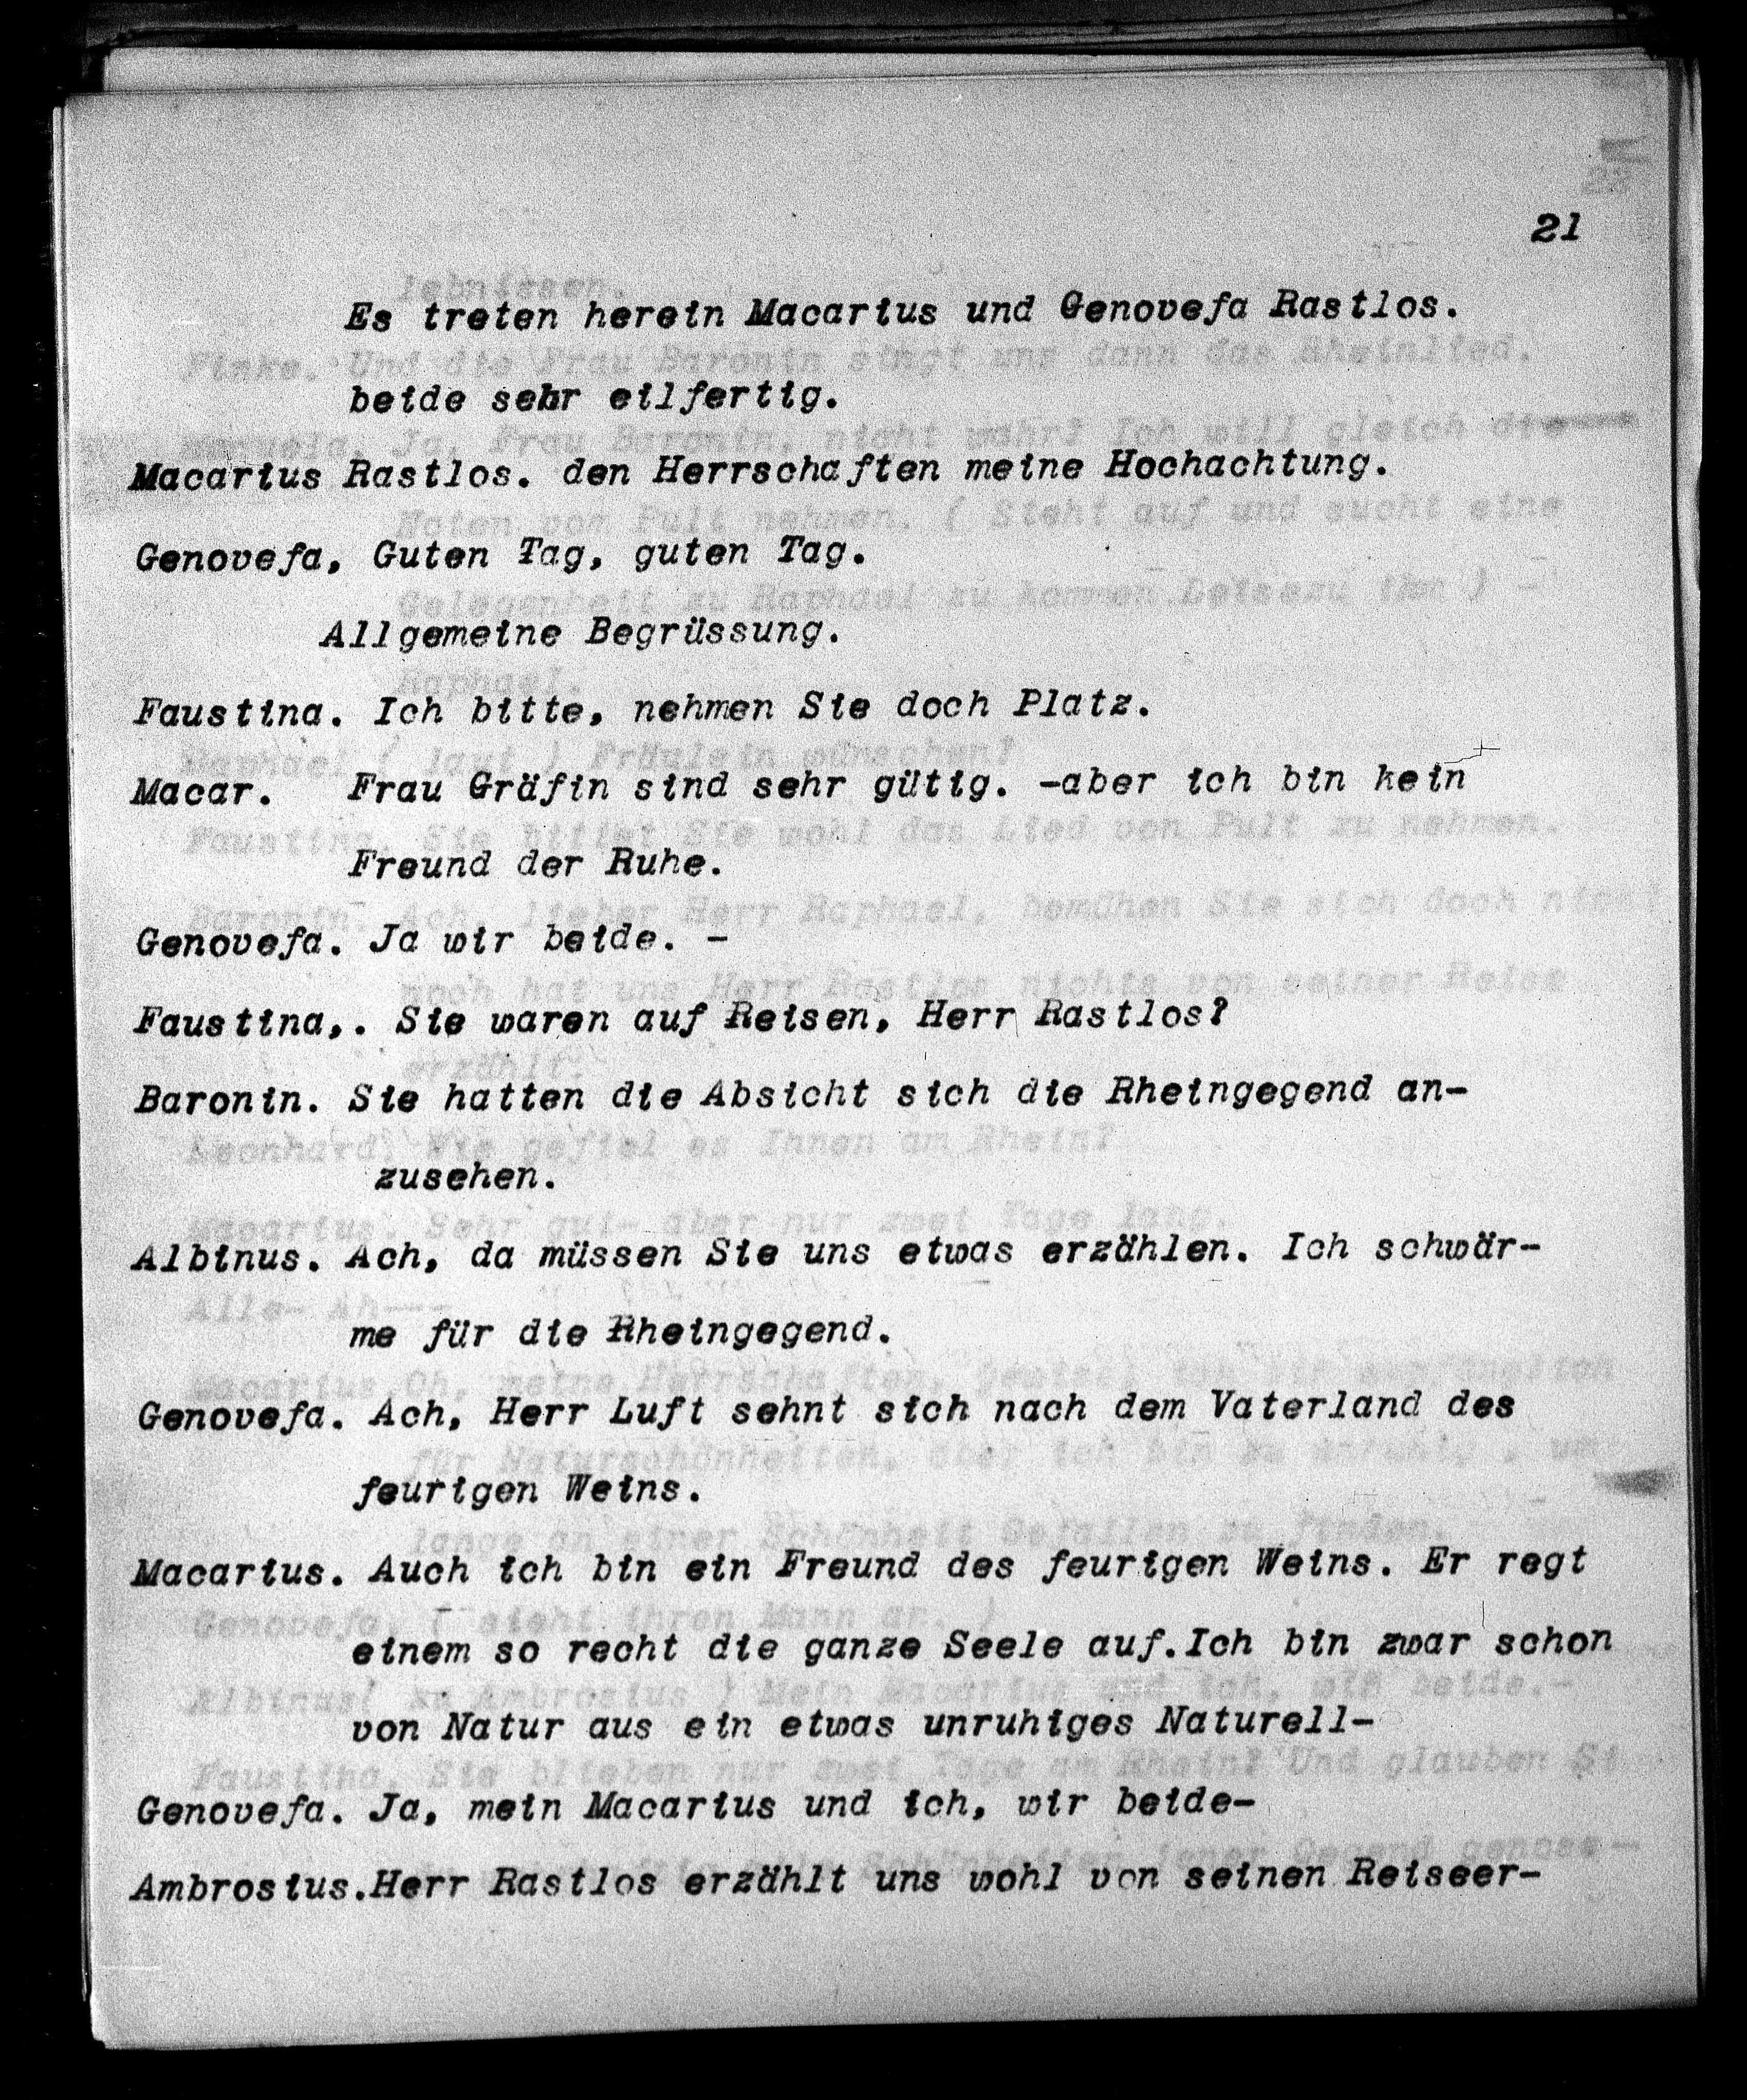 21
Es treten herein Macarius und Genovefa Rastlos.
beide sehr eilfertig.
Macarius Rastlos. den Herrschaften meine Hochachtung.
Genovefa, Guten Tag, guten Tag.
Allgemeine Begrüssung.
Faustina. Ich bitte, nehmen Sie doch Platz.
Macar. Frau Gräfin sind sehr gütig. -aber ich bin kein
Freund der Ruhe.
Genovefa. Ja wir beide. -
Faustina,. Sie waren auf Reisen, Herr Rastlos?
Baronin. Sie hatten die Absicht sich die Rheingegend an-
zusehen.
Albinus. Ach, da müssen Sie uns etwas erzählen. Ich schwär-
me für die Rheingegend.
Genovefa. Ach, Herr Luft sehnt sich nach dem Vaterland des
feurigen Weins.
Macarius. Auch ich bin ein Freund des feurigen Weins. Er regt
einem so recht die ganze Seele auf.Ich bin zwar schon
von Natur aus ein etwas unruhiges Naturell-
Genovefa. Ja, mein Macarius und ich, wir beide-
Ambrosius.Herr Rastlos erzählt uns wohl von seinen Reiseer-